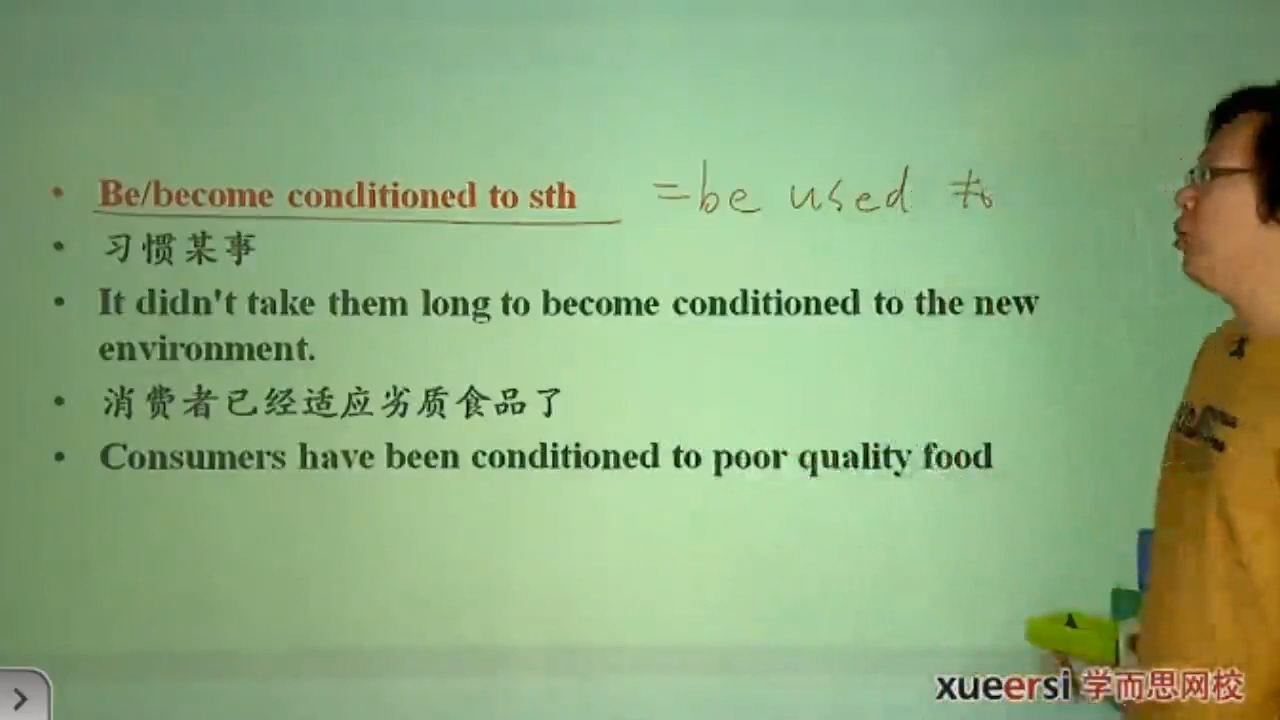 Be/become conditioned to sth =be used to
习惯某事
It didn't take them long to become conditioned to the new
environment.
消费者已经适应劣质食品了
Consumers have been conditioned to poor quality food
xueersi 学而思网校